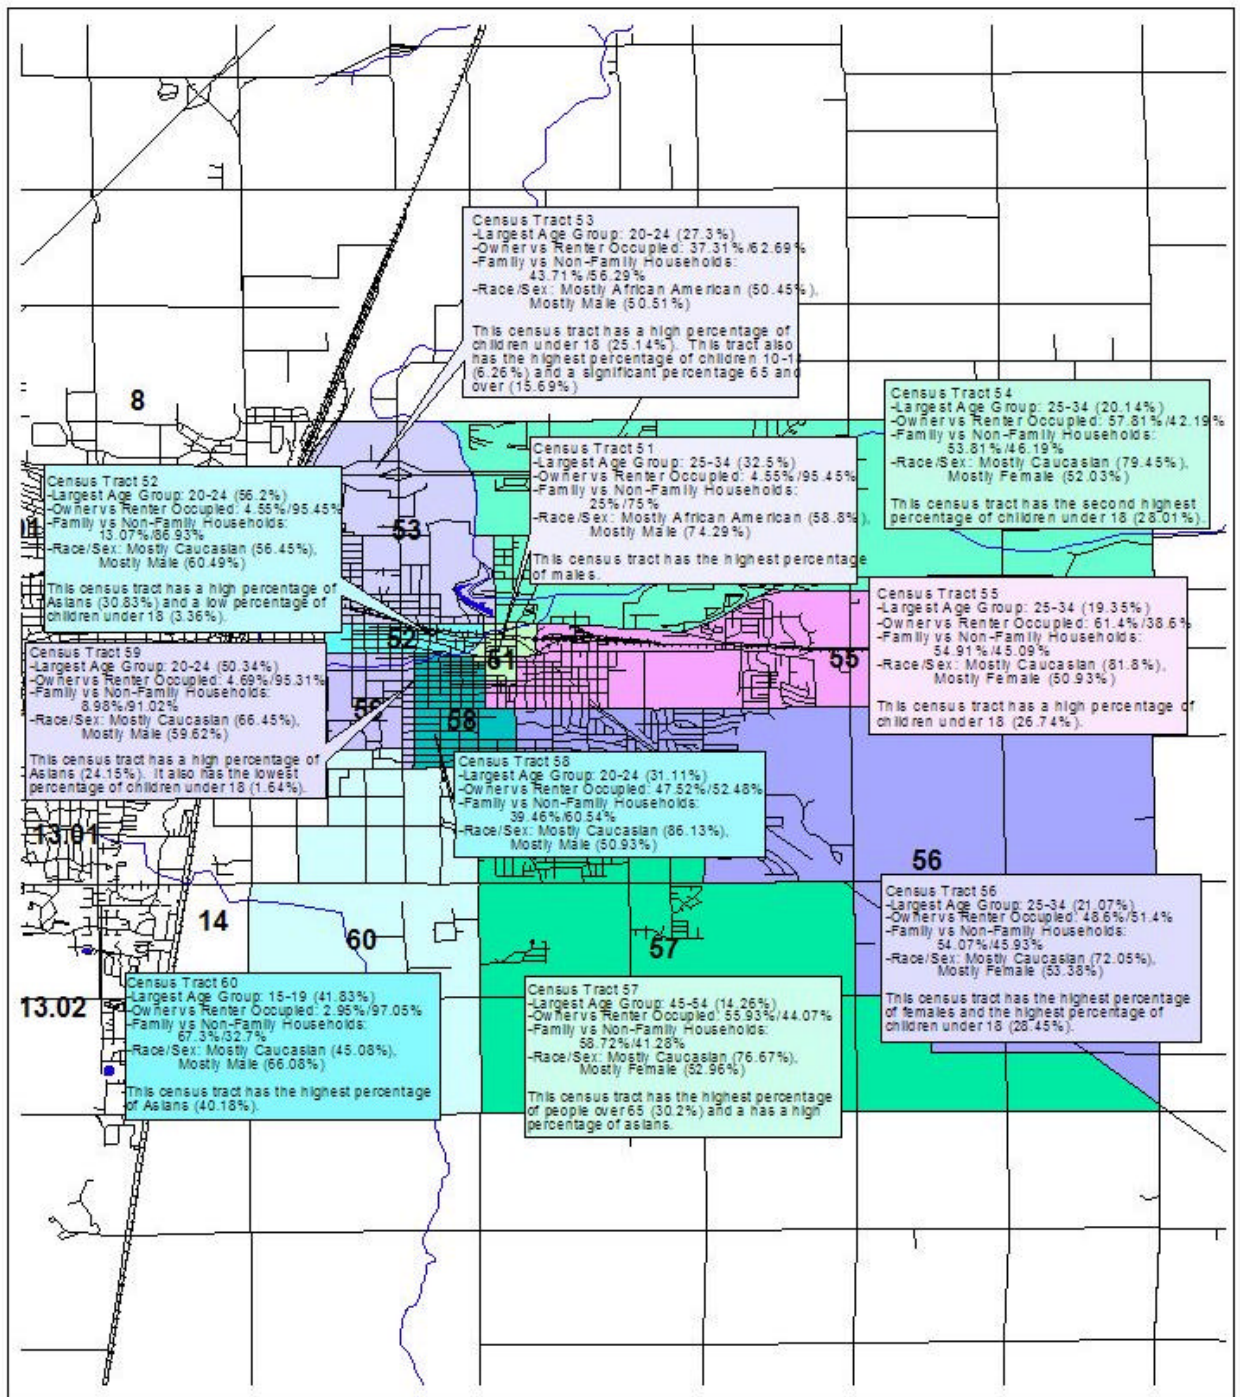 Census Tract 53
-Largest Age Group: 20-24 (27.3%)
-Owner vs Renter Occupied: 37.31%/62.69%
-Family vs Non-Family Households:
43.71%/56.29%
-Race/Sex: Mostly African American (50.45%),
Mostly Male (50.51%)
This census tract has a high percentage of
children under 18 (25.14%). This tract also
has the highest percentage of children 10-1
(6.26%) and a significant percentage 65 and
over (15.69%)
8
Census Tract 54
-Largest Age Group: 25-34 (20.14%)
-Owner vs Renter Occupied: 57.81%/42.19%
-Family vs Non-Family Households:
53.81%/46.19%
-Race/Sex: Mostly Caucasian (79.45%),
Mostly Female (52.03%)
This census tract has the second highest
percentage of children under 18 (28.01%).
Census Tract 51
-Largest Age Group: 25-34 (32.5%)
-Owner vs Renter Occupied: 4.55%/95.45%
-Family vs Non-Family Households:
25%/75%
-Race/Sex: Mostly African American (58.8%),
Mostly Male (74.29%)
This census tract has the highest percentage
of males.
Census Tract 52
-Largest Age Group: 20-24 (56.2%)
-Owner vs Renter Occupied: 4.55%/95.45%
-Family vs Non-Family Households:
13.07%/86.93%
-Race/Sex: Mostly Caucasian (56.45%),
Mostly Male (60.49%)
This census tract has a high percentage of
Asians (30.83%) and a low percentage of
children under 18 (3.36%).
53
Census Tract 55
-Largest Age Group: 25-34 (19.35%)
-Owner vs Renter Occupied: 61.4%/38.6%
-Family vs Non-Family Households:
54.91%/45.09%
-Race/Sex: Mostly Caucasian (81.8%),
Mostly Female (50.93%)
This census tract has a high percentage of
children under 18 (26.74%).
52
51
55
Census Tract 59
-Largest Age Group: 20-24 (50.34%)
-Owner vs Renter Occupied: 4.69%/95.31%
-Family vs Non-Family Households:
8.98%/91.02%
-Race/Sex: Mostly Caucasian (66.45%),
Mostly Male (59.62%)
This census tract has a high percentage of
Asians (24.15%). It also has the lowest
percentage of children under 18 (1.64%).
59
58
Census Tract 58
-Largest Age Group: 20-24 (31.11%)
-Owner vs Renter Occupied: 47.52%/52.48%
-Family vs Non-Family Households:
39.46%/60.54%
-Race/Sex: Mostly Caucasian (86.13%),
Mostly Male (50.93%)
13.01
56
Census Tract 56
-Largest Age Group: 25-34 (21.07%)
-Owner vs Renter Occupied: 48.6%/51.4%
-Family vs Non-Family Households:
54.07%/45.93%
-Race/Sex: Mostly Caucasian (72.05%),
Mostly Female (53.38%)
This census tract has the highest percentage
of females and the highest percentage of
children under 18 (28.45%).
14
60
57
13.02
Census Tract 60
-Largest Age Group: 15-19 (41.83%)
-Owner vs Renter Occupied: 2.95%/97.05%
-Family vs Non-Family Households:
67.3%/32.7%
-Race/Sex: Mostly Caucasian (45.08%),
Mostly Male (66.08%)
This census tract has the highest percentage
of Asians (40.18%).
Census Tract 57
-Largest Age Group: 45-54 (14.26%)
-Owner vs Renter Occupied: 55.93%/44.07%
-Family vs Non-Family Households:
58.72%/41.28%
-Race/Sex: Mostly Caucasian (76.67%),
Mostly Female (52.96%)
This census tract has the highest percentage
of people over 65 (30.2%) and a has a high
percentage of asians.